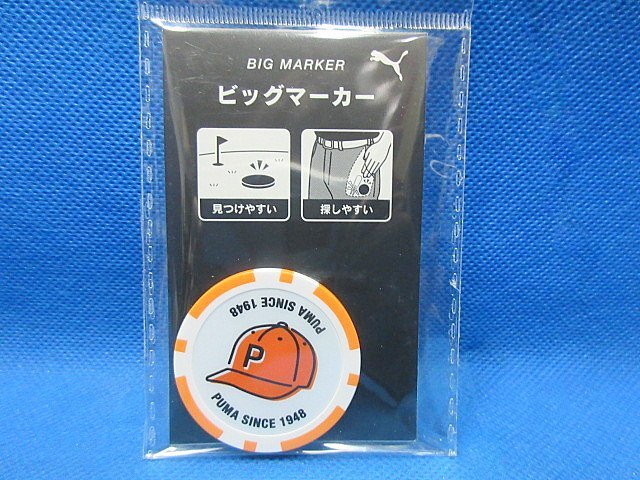 BIG MARKER
ビッグマーカー
見つけやすい
探しやすい
PUMA SINCE 1948
P
PUMA SINCE 1948